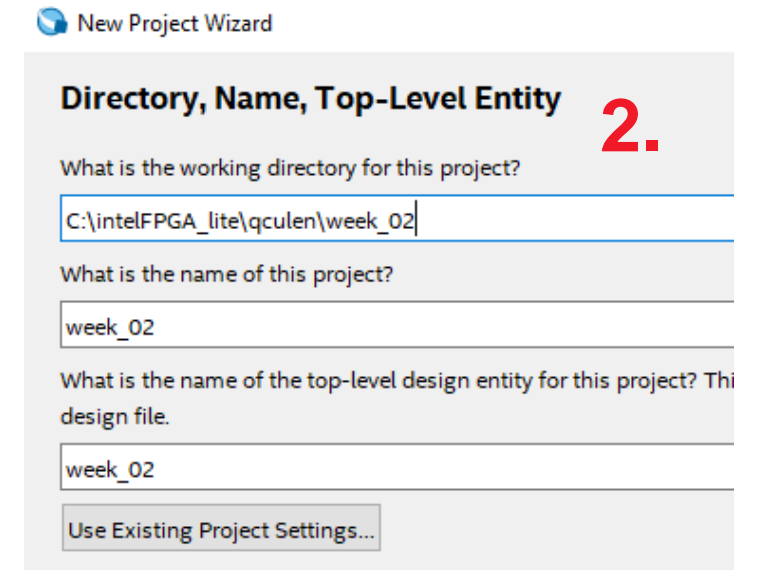 New Project Wizard
Directory, Name, Top-Level Entity
2.
What is the working directory for this project?
C:\intelFPGA_lite\qculen\week_02
What is the name of this project?
week_02
What is the name of the top-level design entity for this project? Thi
design file.
week_02
Use Existing Project Settings...